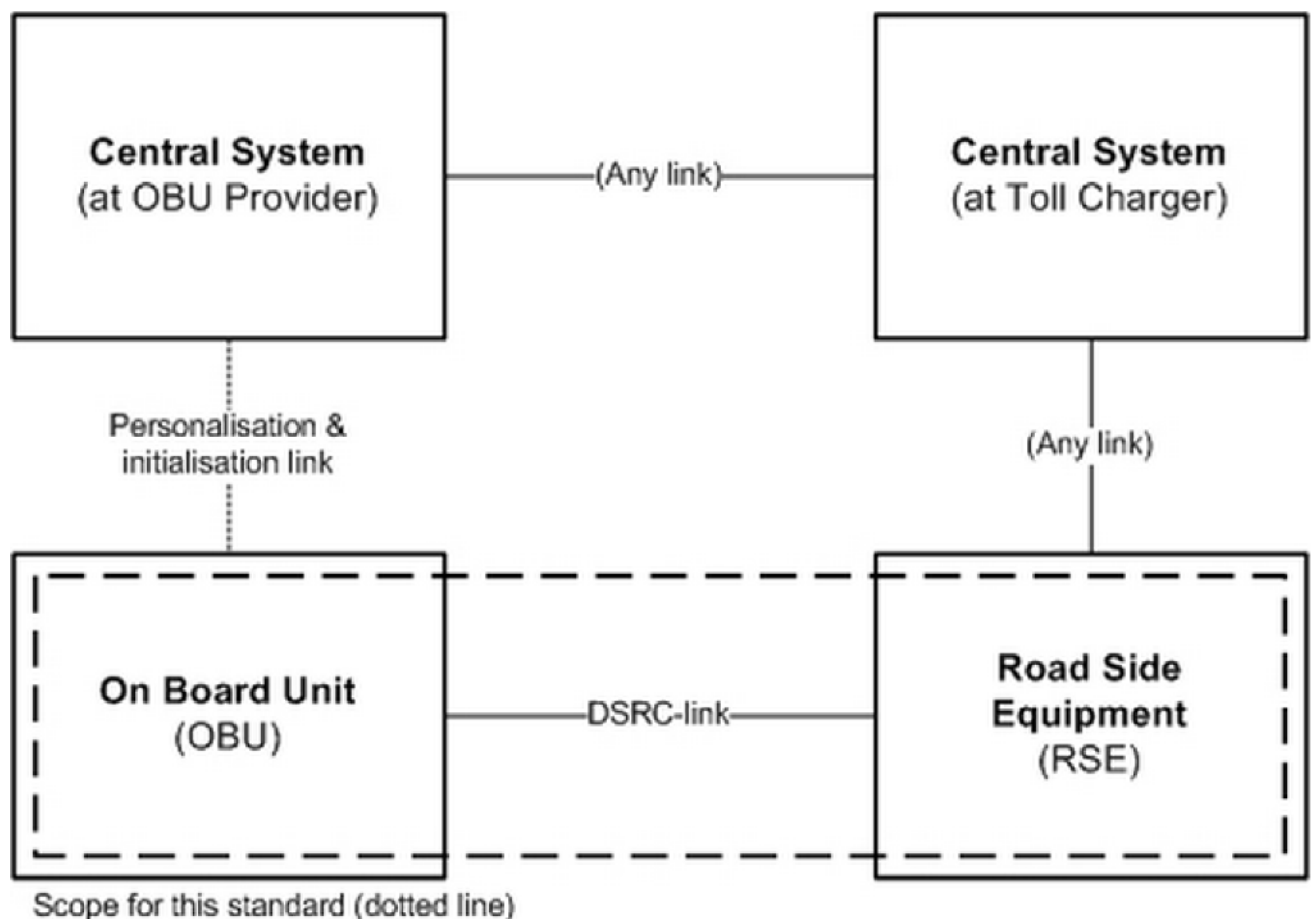 Central System
(at OBU Provider)
(Any link)
Central System
(at Toll Charger)
Personalisation &
initialisation link
(Any link)
On Board Unit
(OBU)
DSRC-link
Road Side
Equipment
(RSE)
Scope for this standard (dotted line)